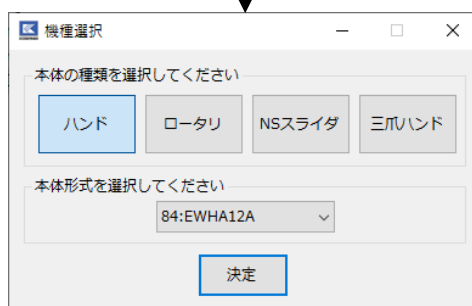 機種選択
本体の種類を選択してください
ハンド ロータリ NSスライダ 三爪ハンド
本体形式を選択してください
84:EWHA12A
決定